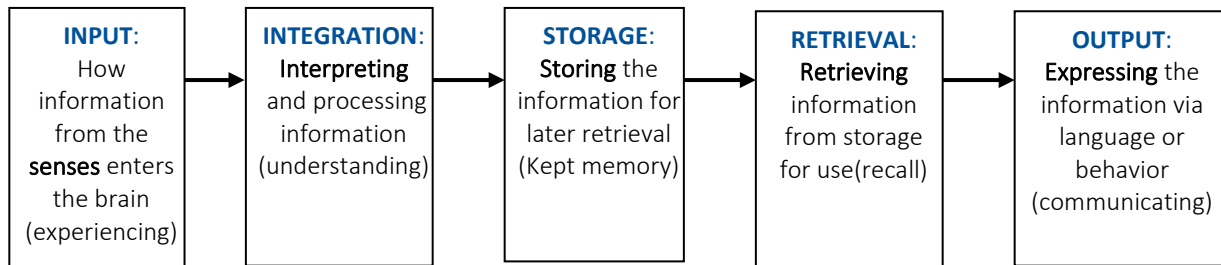 INPUT:
How
information
from the
senses enters
the brain
(experiencing)
INTEGRATION:
Interpreting
and processing
information
(understanding)
STORAGE:
Storing the
information for
later retrieval
(Kept memory)
RETRIEVAL:
Retrieving
information
from storage
for use(recall)
OUTPUT:
Expressing the
information via
language or
behavior
(communicating)